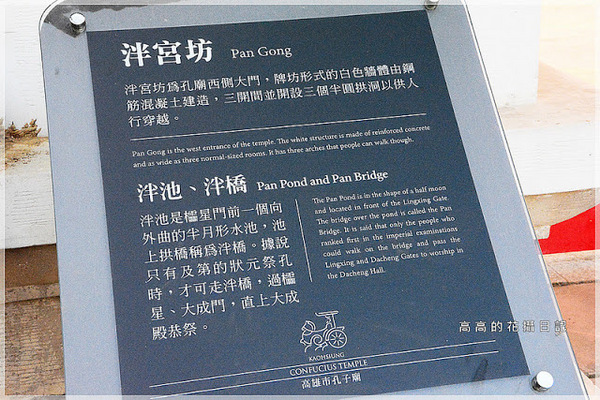 泮宮坊 Pan Gong
泮宮坊為孔廟西側大門，牌坊形式的白色牆體由鋼
筋混凝土建造，三開間並開設三個半圓拱洞以供人
行穿越。
Pan Gong is the west entrance of the temple. The white structure is made of reinforced concrete
and as wide as three normal-sized rooms. It has three arches that people can walk though.
泮池、泮橋 Pan Pond and Pan Bridge
泮池是欞星門前一個向
外曲的半月形水池，池
上拱橋稱為泮橋。據說
只有及第的狀元祭孔
時，才可走泮橋，過欞
星、大成門，直上大成
殿恭祭。
The Pan Pond is in the shape of a half moon
and located in front of the Lingxing Gate.
The bridge over the pond is called the Pan
Bridge. It is said that only the people who
ranked first in the imperial examinations
could walk on the bridge and pass the
Lingxing and Dacheng Gates to worship in
the Dacheng Hall.
KAOHSIUNG
CONFUCIUS TEMPLE
高雄市孔子廟
高高的花攝日記